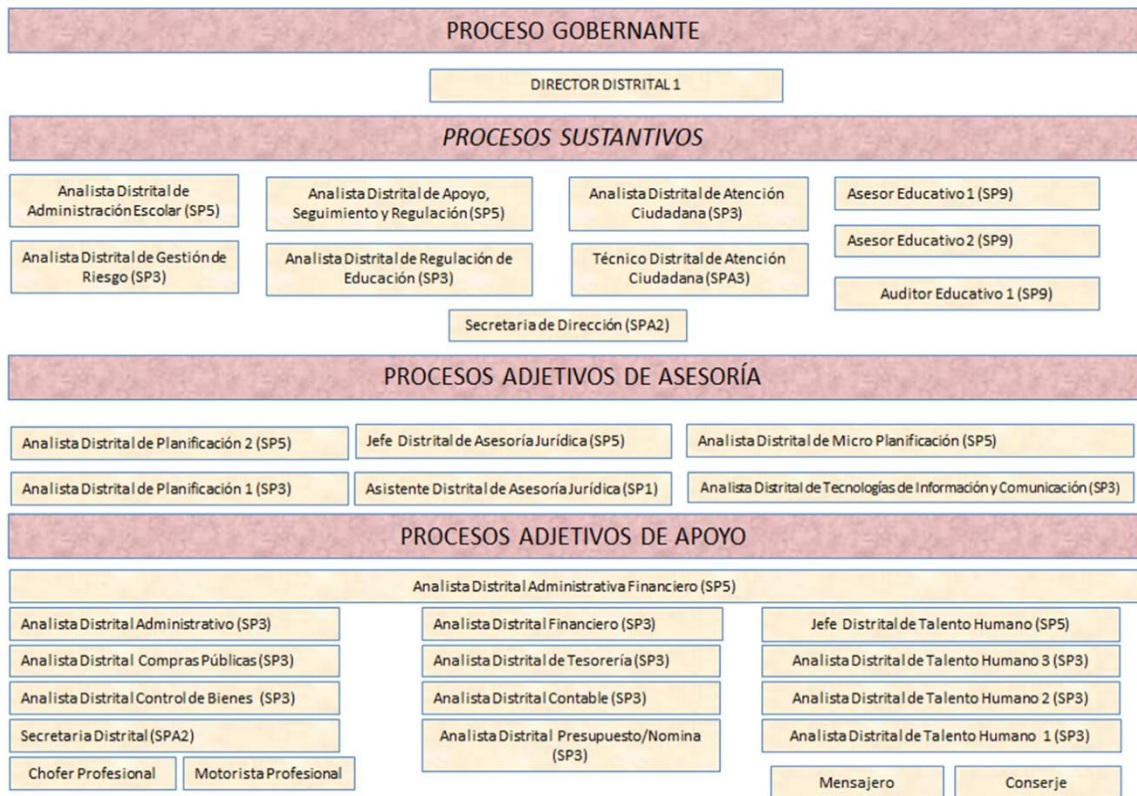 PROCESO GOBERNANTE
DIRECTOR DISTRITAL 1
PROCESOS SUSTANTIVOS
Analista Distrital de
Administración Escolar (SP5)
Analista Distrital de Apoyo,
Seguimiento y Regulación (SP5)
Analista Distrital de Atención
Ciudadana (SP3)
Asesor Educativo 1 (SP9)
Analista Distrital de Gestión de
Riesgo (SP3)
Analista Distrital de Regulación de
Educación (SP3)
Técnico Distrital de Atención
Ciudadana (SPA3)
Asesor Educativo 2 (SP9)
Auditor Educativo 1 (SP9)
Secretaria de Dirección (SPA2)
PROCESOS ADJETIVOS DE ASESORÍA
Analista Distrital de Planificación 2 (SP5)
Jefe Distrital de Asesoría Jurídica (SP5)
Analista Distrital de Micro Planificación (SP5)
Analista Distrital de Planificación 1 (SP3)
Asistente Distrital de Asesoría Jurídica (SP1)
Analista Distrital de Tecnologías de Información y Comunicación (SP3)
PROCESOS ADJETIVOS DE APOYO
Analista Distrital Administrativa Financiero (SP5)
Analista Distrital Administrativo (SP3)
Analista Distrital Compras Públicas (SP3)
Analista Distrital Control de Bienes (SP3)
Secretaria Distrital (SPA2)
Chofer Profesional
Motorista Profesional
Analista Distrital Financiero (SP3)
Analista Distrital de Tesorería (SP3)
Analista Distrital Contable (SP3)
Analista Distrital Presupuesto/Nomina
(SP3)
Jefe Distrital de Talento Humano (SP5)
Analista Distrital de Talento Humano 3 (SP3)
Analista Distrital de Talento Humano 2 (SP3)
Analista Distrital de Talento Humano 1 (SP3)
Mensajero
Conserje